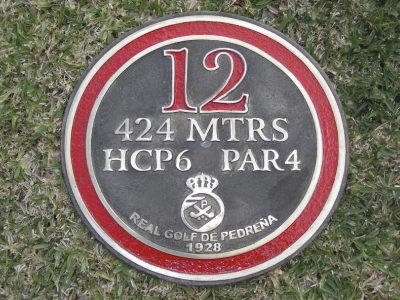 12
424 MTRS
HCP6 PAR4
P
REAL GOLF DE PEDREÑA
1928